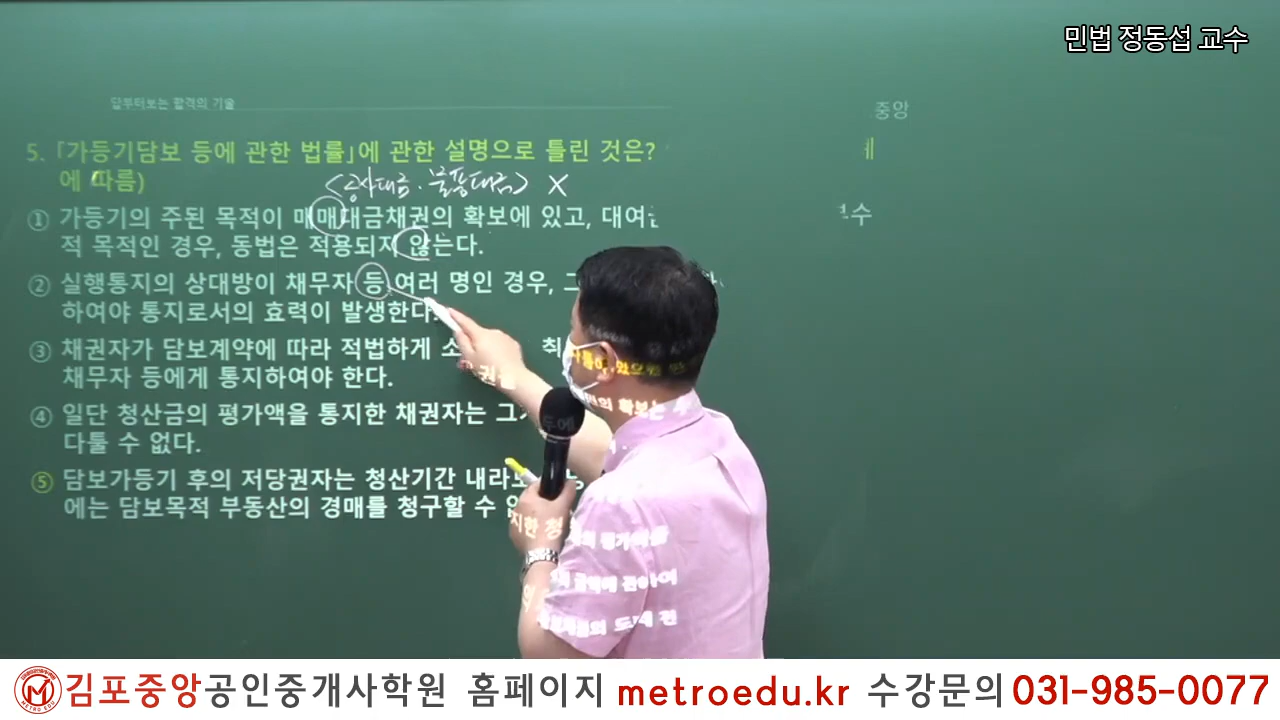 민법 정동섭 교수
답부터보는 합격의 기술
중앙
5. 「가등기담보 등에 관한 법률」에 관한 설명으로 틀린 것은?
에 따름)
<공사대금·물품대금> X
① 가등기의 주된 목적이 매매대금채권의 확보에 있고, 대여
적 목적인 경우, 동법은 적용되지 않는다.
② 실행통지의 상대방이 채무자 등 여러 명인 경우, 그
하여야 통지로서의 효력이 발생한다.
③ 채권자가 담보계약에 따라 적법하게 소 취
채무자 등에게 통지하여야 한다.
④ 일단 청산금의 평가액을 통지한 채권자는 그
다툴 수 없다.
⑤ 담보가등기 후의 저당권자는 청산기간 내라도
에는 담보목적 부동산의 경매를 청구할 수
김포중앙공인중개사학원 홈페이지 metroedu.kr 수강문의 031-985-0077